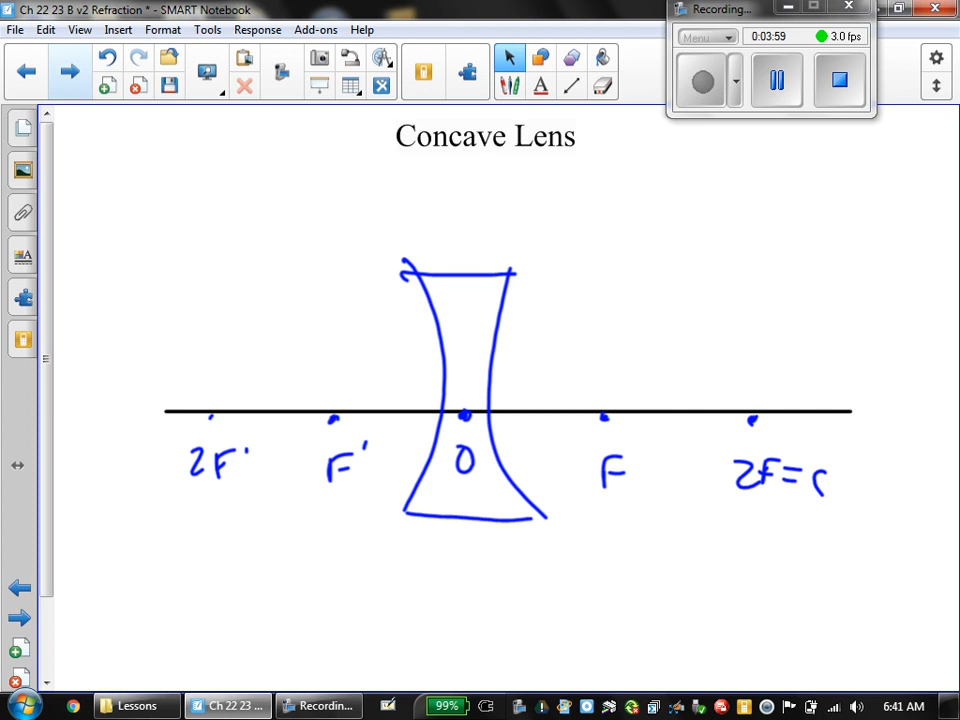 Ch 22 23 B v2 Refraction * - SMART Notebook
Recording...
File Edit View Insert Format Tools Response Add-ons Help
Menu
0:03:59
3.0 fps
Concave Lens
2F' F' O F 2F=C
Lessons
Ch 22 23 ...
Recordin...
99%
6:41 AM